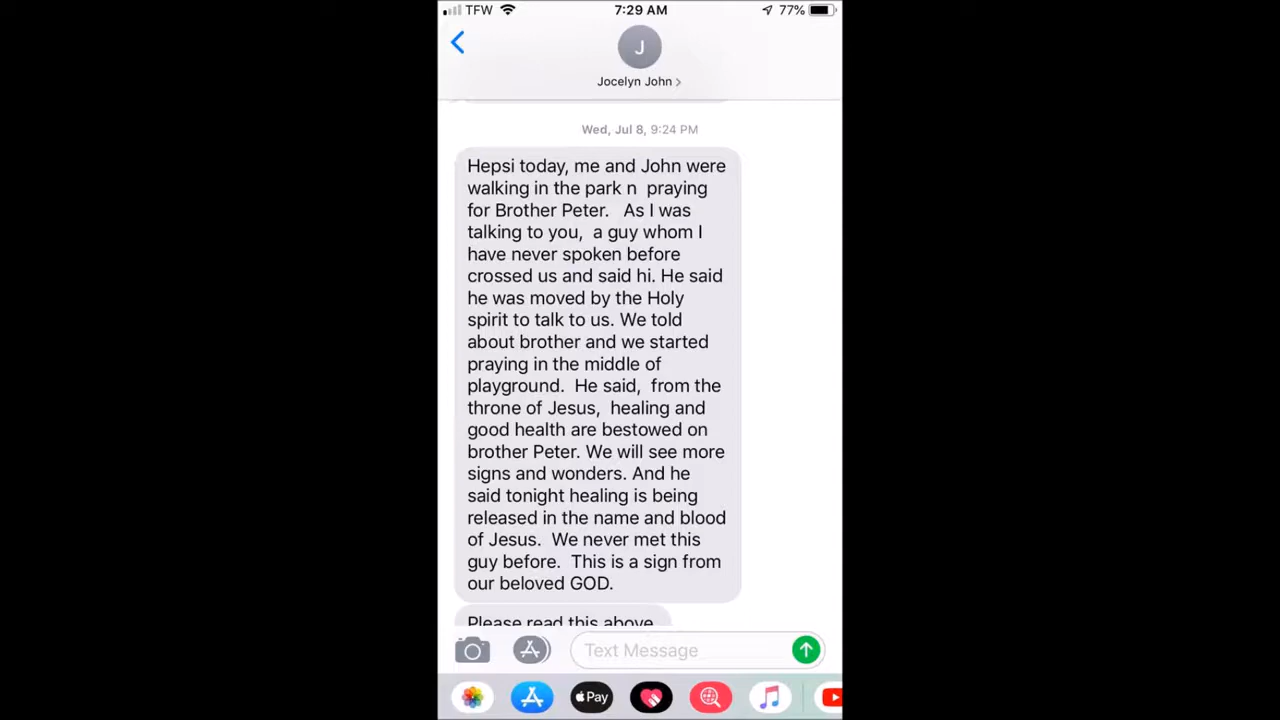 TFW 7:29 AM 77%
J
Jocelyn John >
Wed, Jul 8, 9:24 PM
Hepsi today, me and John were
walking in the park n  praying
for Brother Peter.   As I was
talking to you,  a guy whom I
have never spoken before
crossed us and said hi. He said
he was moved by the Holy
spirit to talk to us. We told
about brother and we started
praying in the middle of
playground.  He said,  from the
throne of Jesus,  healing and
good health are bestowed on
brother Peter. We will see more
signs and wonders. And he
said tonight healing is being
released in the name and blood
of Jesus.  We never met this
guy before.  This is a sign from
our beloved GOD.
Please read this above
Text Message
Pay